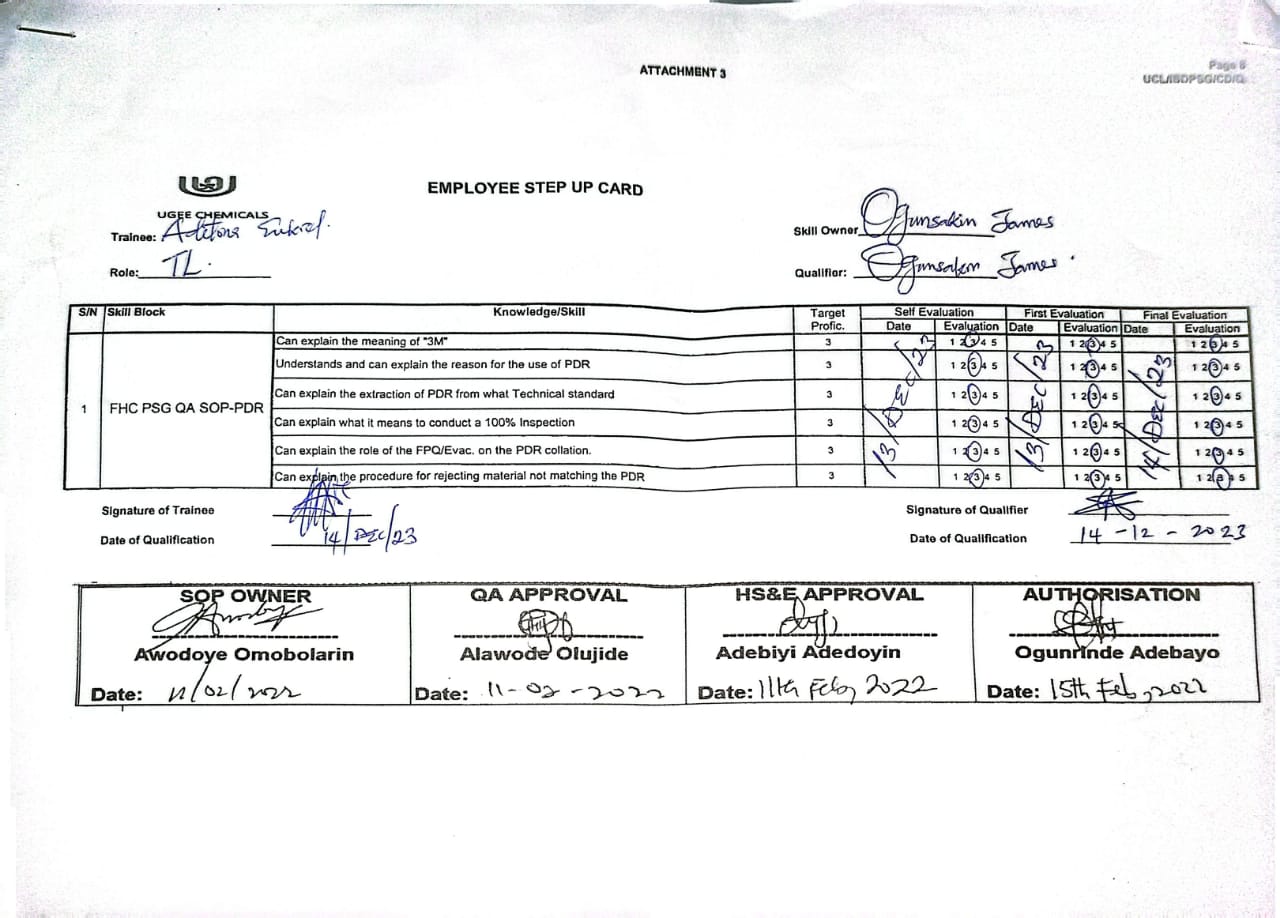 ATTACHMENT 3
Page 8
UCL/ISDPSG/CD/Q
UGEE CHEMICALS
EMPLOYEE STEP UP CARD
Trainee:
Role: TL.
Skill Owner Ogunsakin James
Qualifier: Ogunsakin James.
S/N Skill Block Knowledge/Skill Target Profic. Self Evaluation First Evaluation Final Evaluation
Date Evaluation Date Evaluation Date Evaluation
1 FHC PSG QA SOP-PDR
Can explain the meaning of "3M" 3 1 2 3 4 5 1 2 3 4 5 1 2 3 4 5
Understands and can explain the reason for the use of PDR 3 1 2 3 4 5 1 2 3 4 5 1 2 3 4 5
Can explain the extraction of PDR from what Technical standard 3 1 2 3 4 5 1 2 3 4 5 1 2 3 4 5
Can explain what it means to conduct a 100% Inspection 3 1 2 3 4 5 1 2 3 4 5 1 2 3 4 5
Can explain the role of the FPQ/Evac. on the PDR collation. 3 1 2 3 4 5 1 2 3 4 5 1 2 3 4 5
Can explain the procedure for rejecting material not matching the PDR 3 1 2 3 4 5 1 2 3 4 5 1 2 3 4 5
13/DEC/23
13/DEC/23
14/DEC/23
Signature of Trainee
Date of Qualification 14/DEC/23
Signature of Qualifier
Date of Qualification 14-12-2023
SOP OWNER
Awodoye Omobolarin
Date: 11/02/2022
QA APPROVAL
Alawode Olujide
Date: 11-02-2022
HS&E APPROVAL
Adebiyi Adedoyin
Date: 11th Feb, 2022
AUTHORISATION
Ogunrinde Adebayo
Date: 15th Feb, 2022